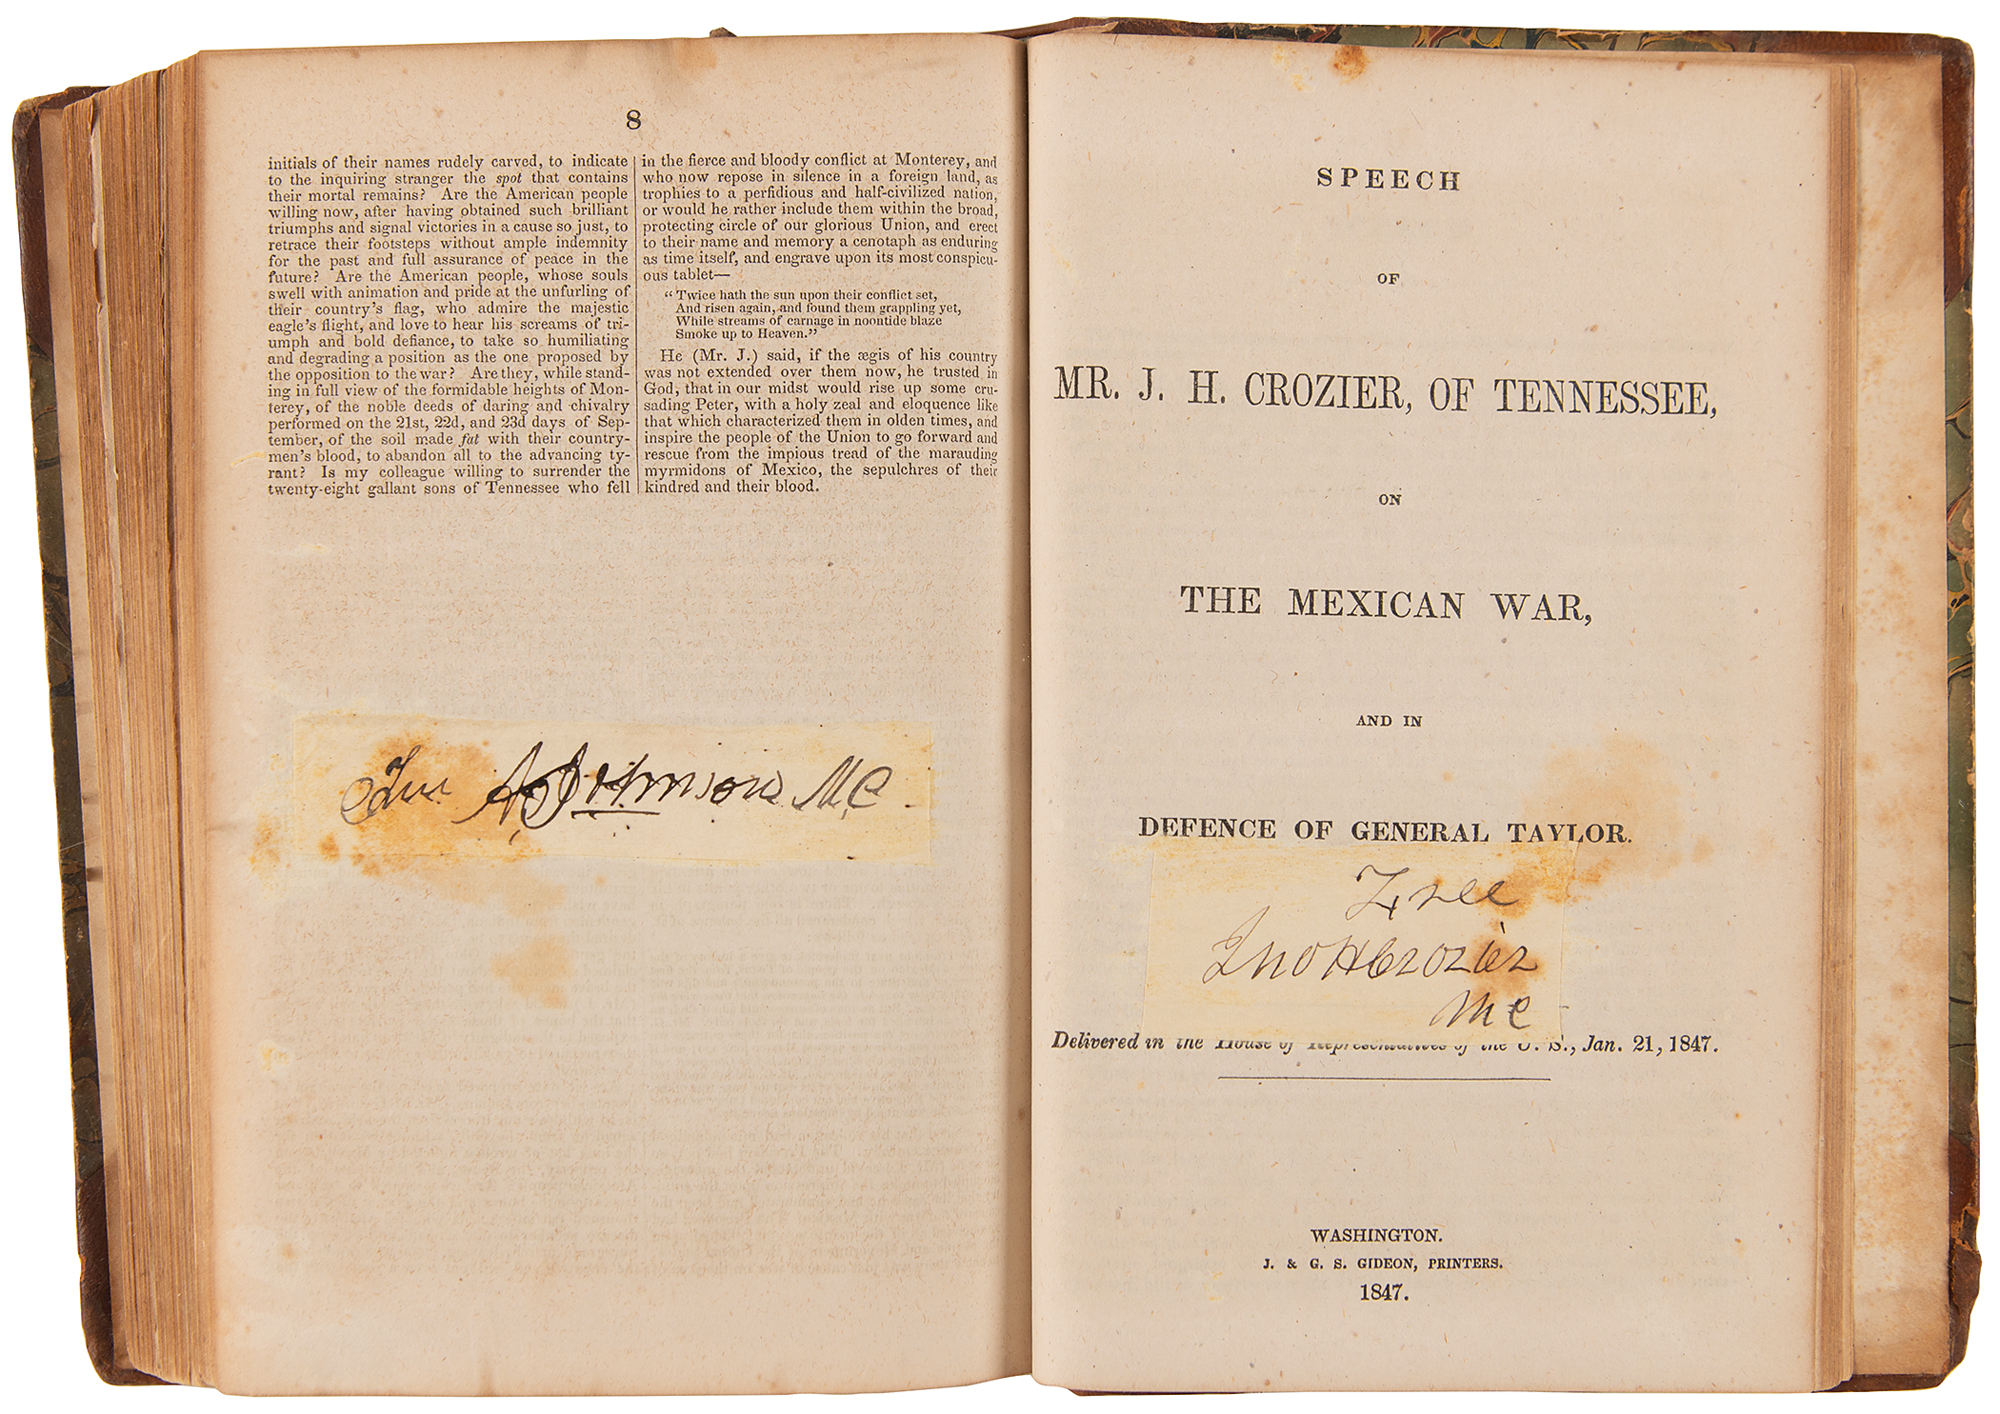 8
initials of their names rudely carved, to indicate
to the inquiring stranger the spot that contains
their mortal remains? Are the American people
willing now, after having obtained such brilliant
triumphs and signal victories in a cause so just, to
retrace their footsteps without ample indemnity
for the past and full assurance of peace in the
future? Are the American people, whose souls
swell with animation and pride at the unfurling of
their country's flag, who admire the majestic
eagle's flight, and love to hear his screams of tri-
umph and bold defiance, to take so humiliating
and degrading a position as the one proposed by
the opposition to the war? Are they, while stand-
ing in full view of the formidable heights of Mon-
terey, of the noble deeds of daring and chivalry
performed on the 21st, 22d, and 23d days of Sep-
tember, of the soil made fat with their country-
men's blood, to abandon all to the advancing ty-
rant? Is my colleague willing to surrender the
twenty-eight gallant sons of Tennessee who fell
in the fierce and bloody conflict at Monterey, and
who now repose in silence in a foreign land, as
trophies to a perfidious and half-civilized nation,
or would he rather include them within the broad,
protecting circle of our glorious Union, and erect
to their name and memory a cenotaph as enduring
as time itself, and engrave upon its most conspicu-
ous tablet—
"Twice hath the sun upon their conflict set,
And risen again, and found them grappling yet,
While streams of carnage in noontide blaze
Smoke up to Heaven."
He (Mr. J.) said, if the ægis of his country
was not extended over them now, he trusted in
God, that in our midst would rise up some cru-
sading Peter, with a holy zeal and eloquence like
that which characterized them in olden times, and
inspire the people of the Union to go forward and
rescue from the impious tread of the marauding
myrmidons of Mexico, the sepulchres of their
kindred and their blood.
A Johnson M C
SPEECH
OF
MR. J. H. CROZIER, OF TENNESSEE,
ON
THE MEXICAN WAR,
AND IN
DEFENCE OF GENERAL TAYLOR.
Free
Jno H Crozier
M C
Delivered in the House of Representatives of the U. S., Jan. 21, 1847.
WASHINGTON.
J. & G. S. GIDEON, PRINTERS.
1847.